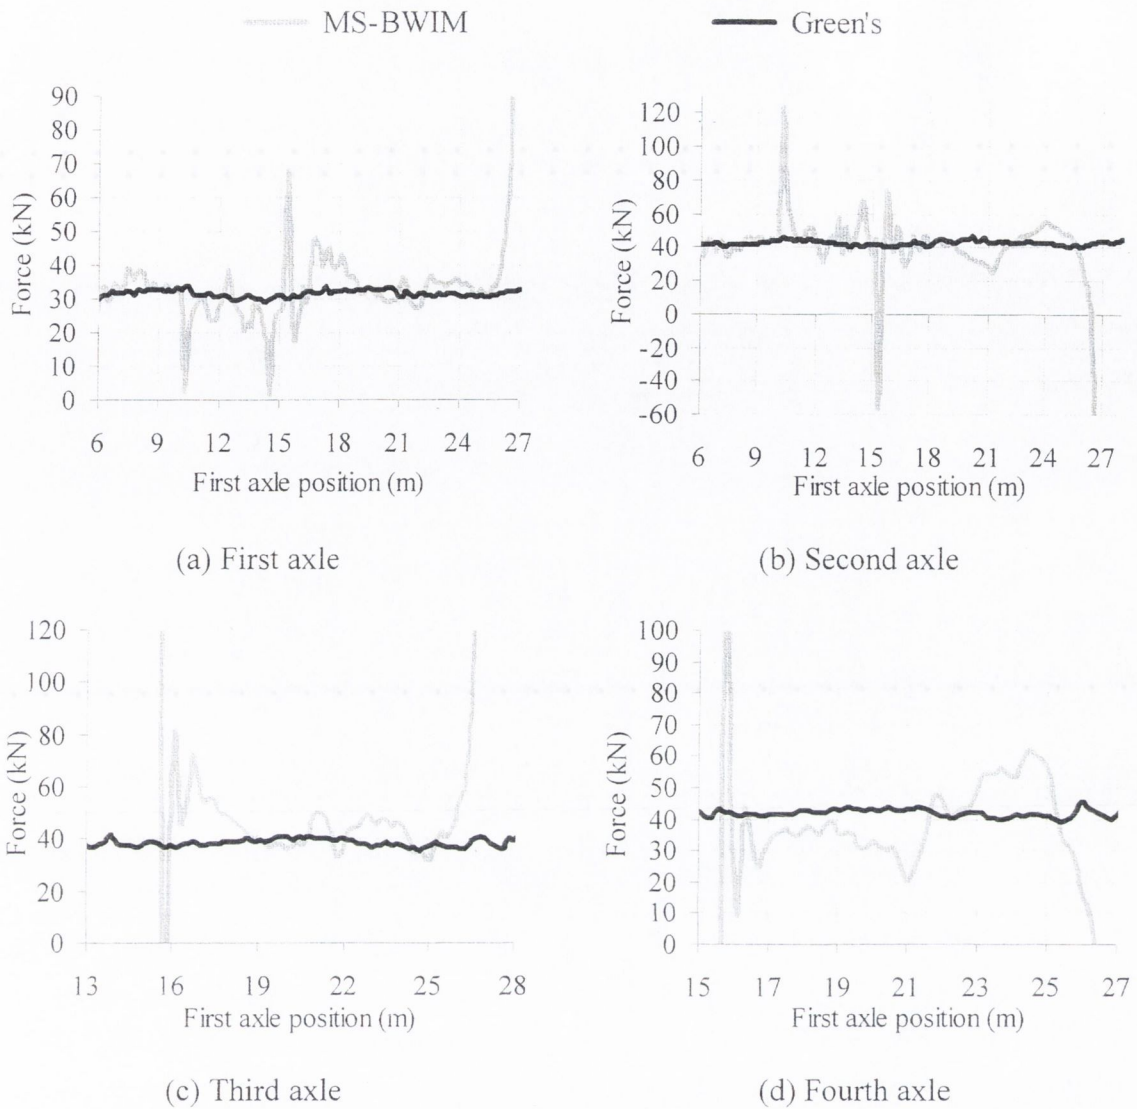 MS-BWIM Green's
90
80
70
60
50
40
30
20
10
0
Force (kN)
6 9 12 15 18 21 24 27
First axle position (m)
(a) First axle
120
100
80
60
40
20
0
-20
-40
-60
Force (kN)
6 9 12 15 18 21 24 27
First axle position (m)
(b) Second axle
120
100
80
60
40
20
0
Force (kN)
13 16 19 22 25 28
First axle position (m)
(c) Third axle
100
90
80
70
60
50
40
30
20
10
0
Force (kN)
15 17 19 21 23 25 27
First axle position (m)
(d) Fourth axle